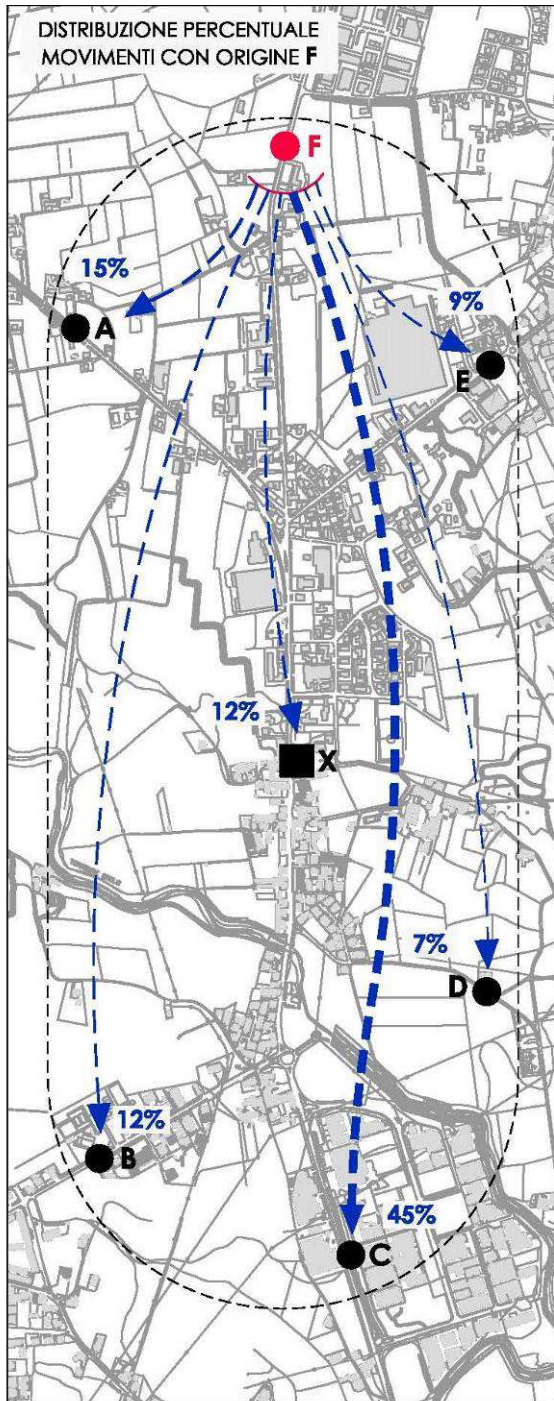 DISTRIBUZIONE PERCENTUALE
MOVIMENTI CON ORIGINE F
F
15%
9%
A
E
12%
X
7%
D
12%
B
45%
C